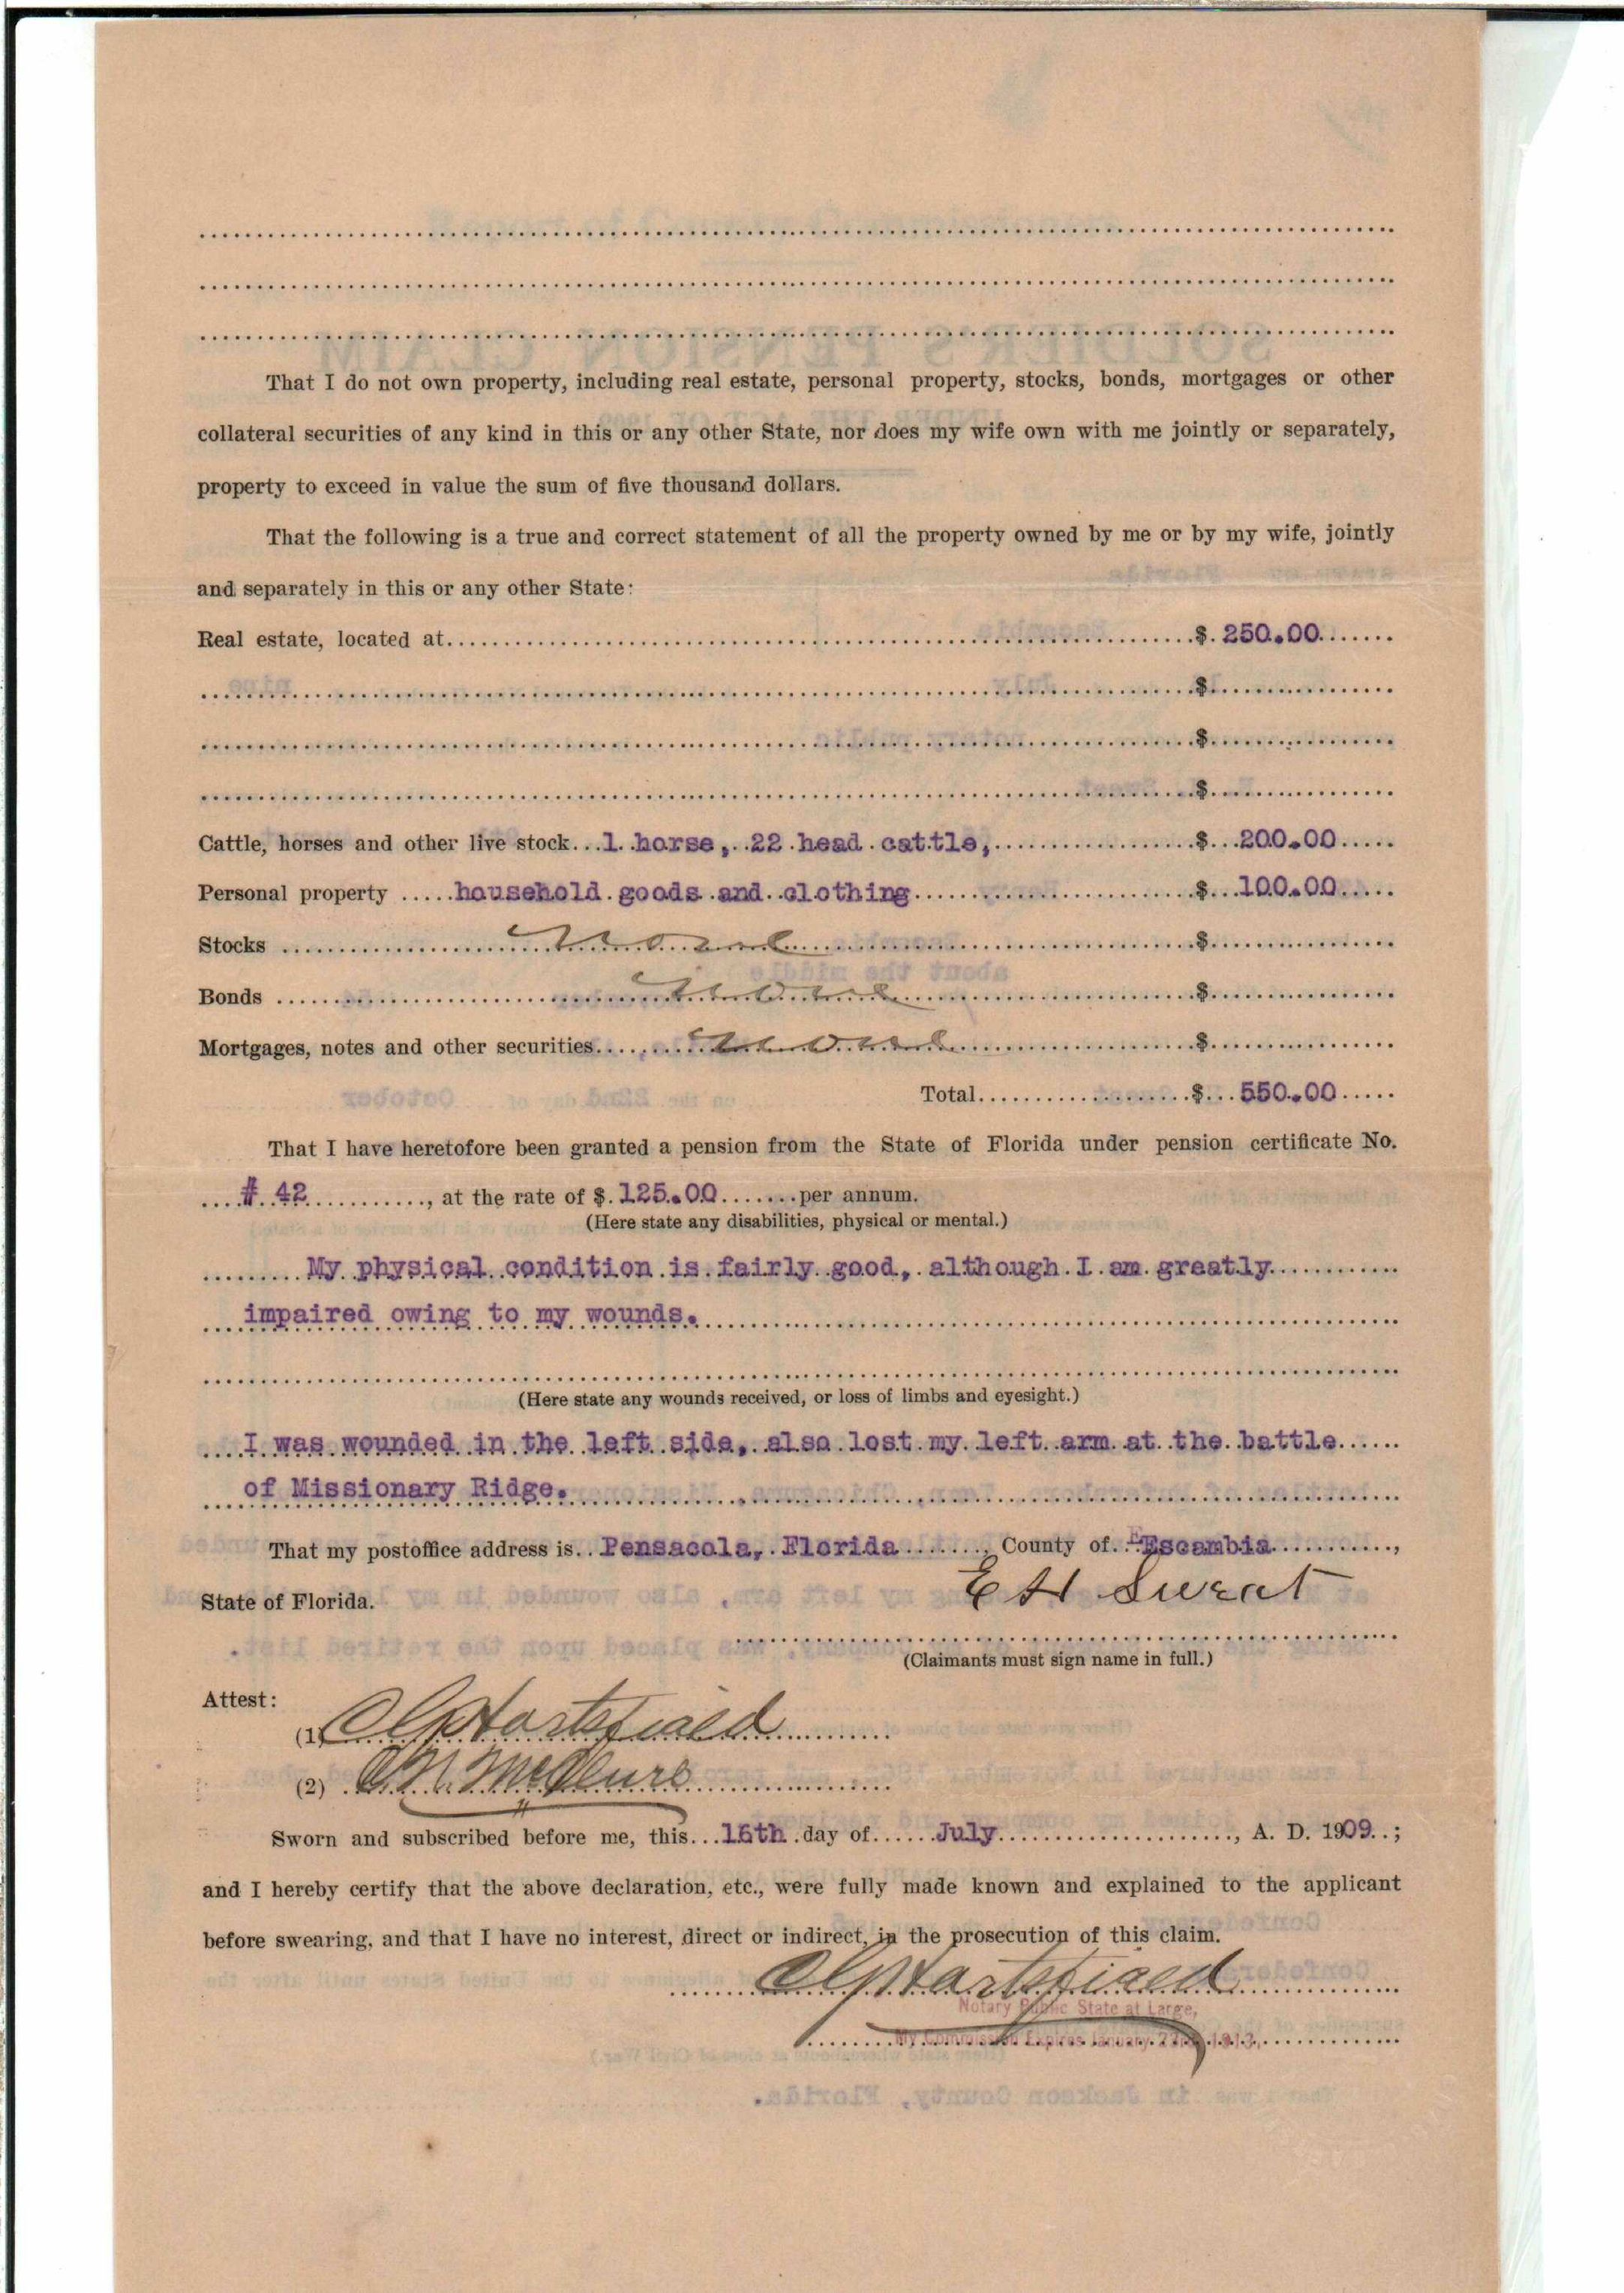 That I do not own property, including real estate, personal property, stocks, bonds, mortgages or other
collateral securities of any kind in this or any other State, nor does my wife own with me jointly or separately,
property to exceed in value the sum of five thousand dollars.
That the following is a true and correct statement of all the property owned by me or by my wife, jointly
and separately in this or any other State:
Real estate, located at $ 250.00
$
$
$
Cattle, horses and other live stock 1 horse, 22 head cattle, $ 200.00
Personal property household goods and clothing $ 100.00
Stocks None $
Bonds None $
Mortgages, notes and other securities None $
Total $ 550.00
That I have heretofore been granted a pension from the State of Florida under pension certificate No.
# 42, at the rate of $ 125.00 per annum.
(Here state any disabilities, physical or mental.)
My physical condition is fairly good, although I am greatly
impaired owing to my wounds.
(Here state any wounds received, or loss of limbs and eyesight.)
I was wounded in the left side, also lost my left arm at the battle
of Missionary Ridge.
That my postoffice address is Pensacola, Florida, County of Escambia,
State of Florida. E H Sweat
(Claimants must sign name in full.)
Attest:
(1) Hartsfield
(2) McClure
Sworn and subscribed before me, this 15th day of July, A. D. 1909;
and I hereby certify that the above declaration, etc., were fully made known and explained to the applicant
before swearing, and that I have no interest, direct or indirect, in the prosecution of this claim.
Hartsfield
Notary Public State at Large,
My Commission Expires January 1913.